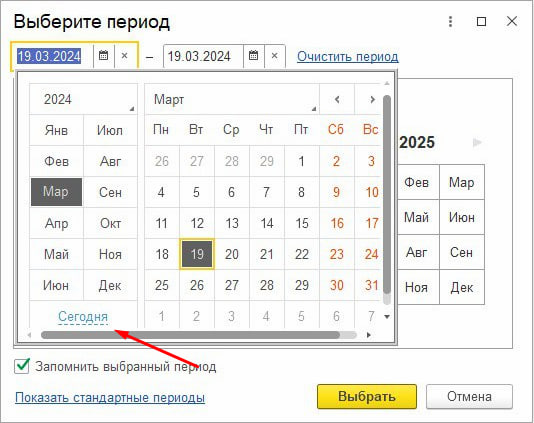 Выберите период
19.03.2024 – 19.03.2024 Очистить период
2024 Март
Янв Июл Пн Вт Ср Чт Пт Сб Вс
Фев Авг 26 27 28 29 1 2 3 2025
Мар Сен 4 5 6 7 8 9 10 Фев Мар
Апр Окт 11 12 13 14 15 16 17 Май Июн
Май Ноя 18 19 20 21 22 23 24 Авг Сен
Июн Дек 25 26 27 28 29 30 31 Ноя Дек
Сегодня 1 2 3 4 5 6 7
Запомнить выбранный период
Показать стандартные периоды Выбрать Отмена